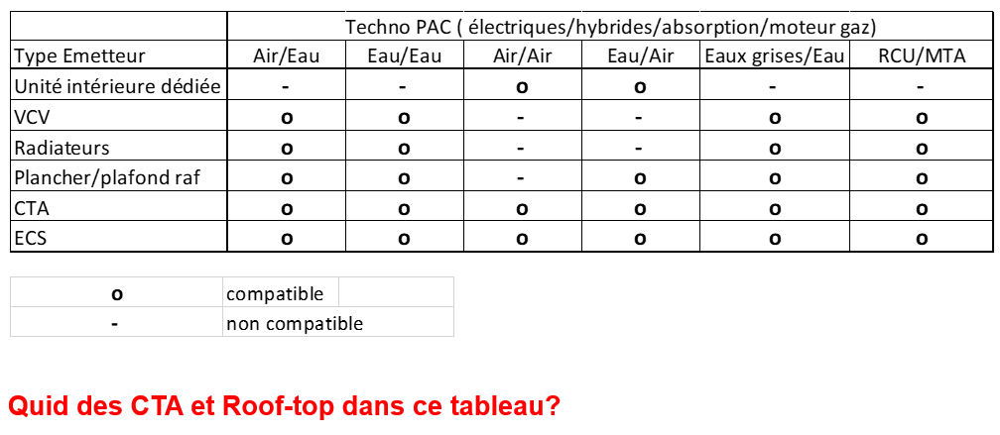 Techno PAC ( électriques/hybrides/absorption/moteur gaz)
Type Emetteur Air/Eau Eau/Eau Air/Air Eau/Air Eaux grises/Eau RCU/MTA
Unité intérieure dédiée - - o o - -
VCV o o - - o o
Radiateurs o o - - o o
Plancher/plafond raf o o - o o o
CTA o o o o o o
ECS o o o o o o
o compatible
- non compatible
Quid des CTA et Roof-top dans ce tableau?